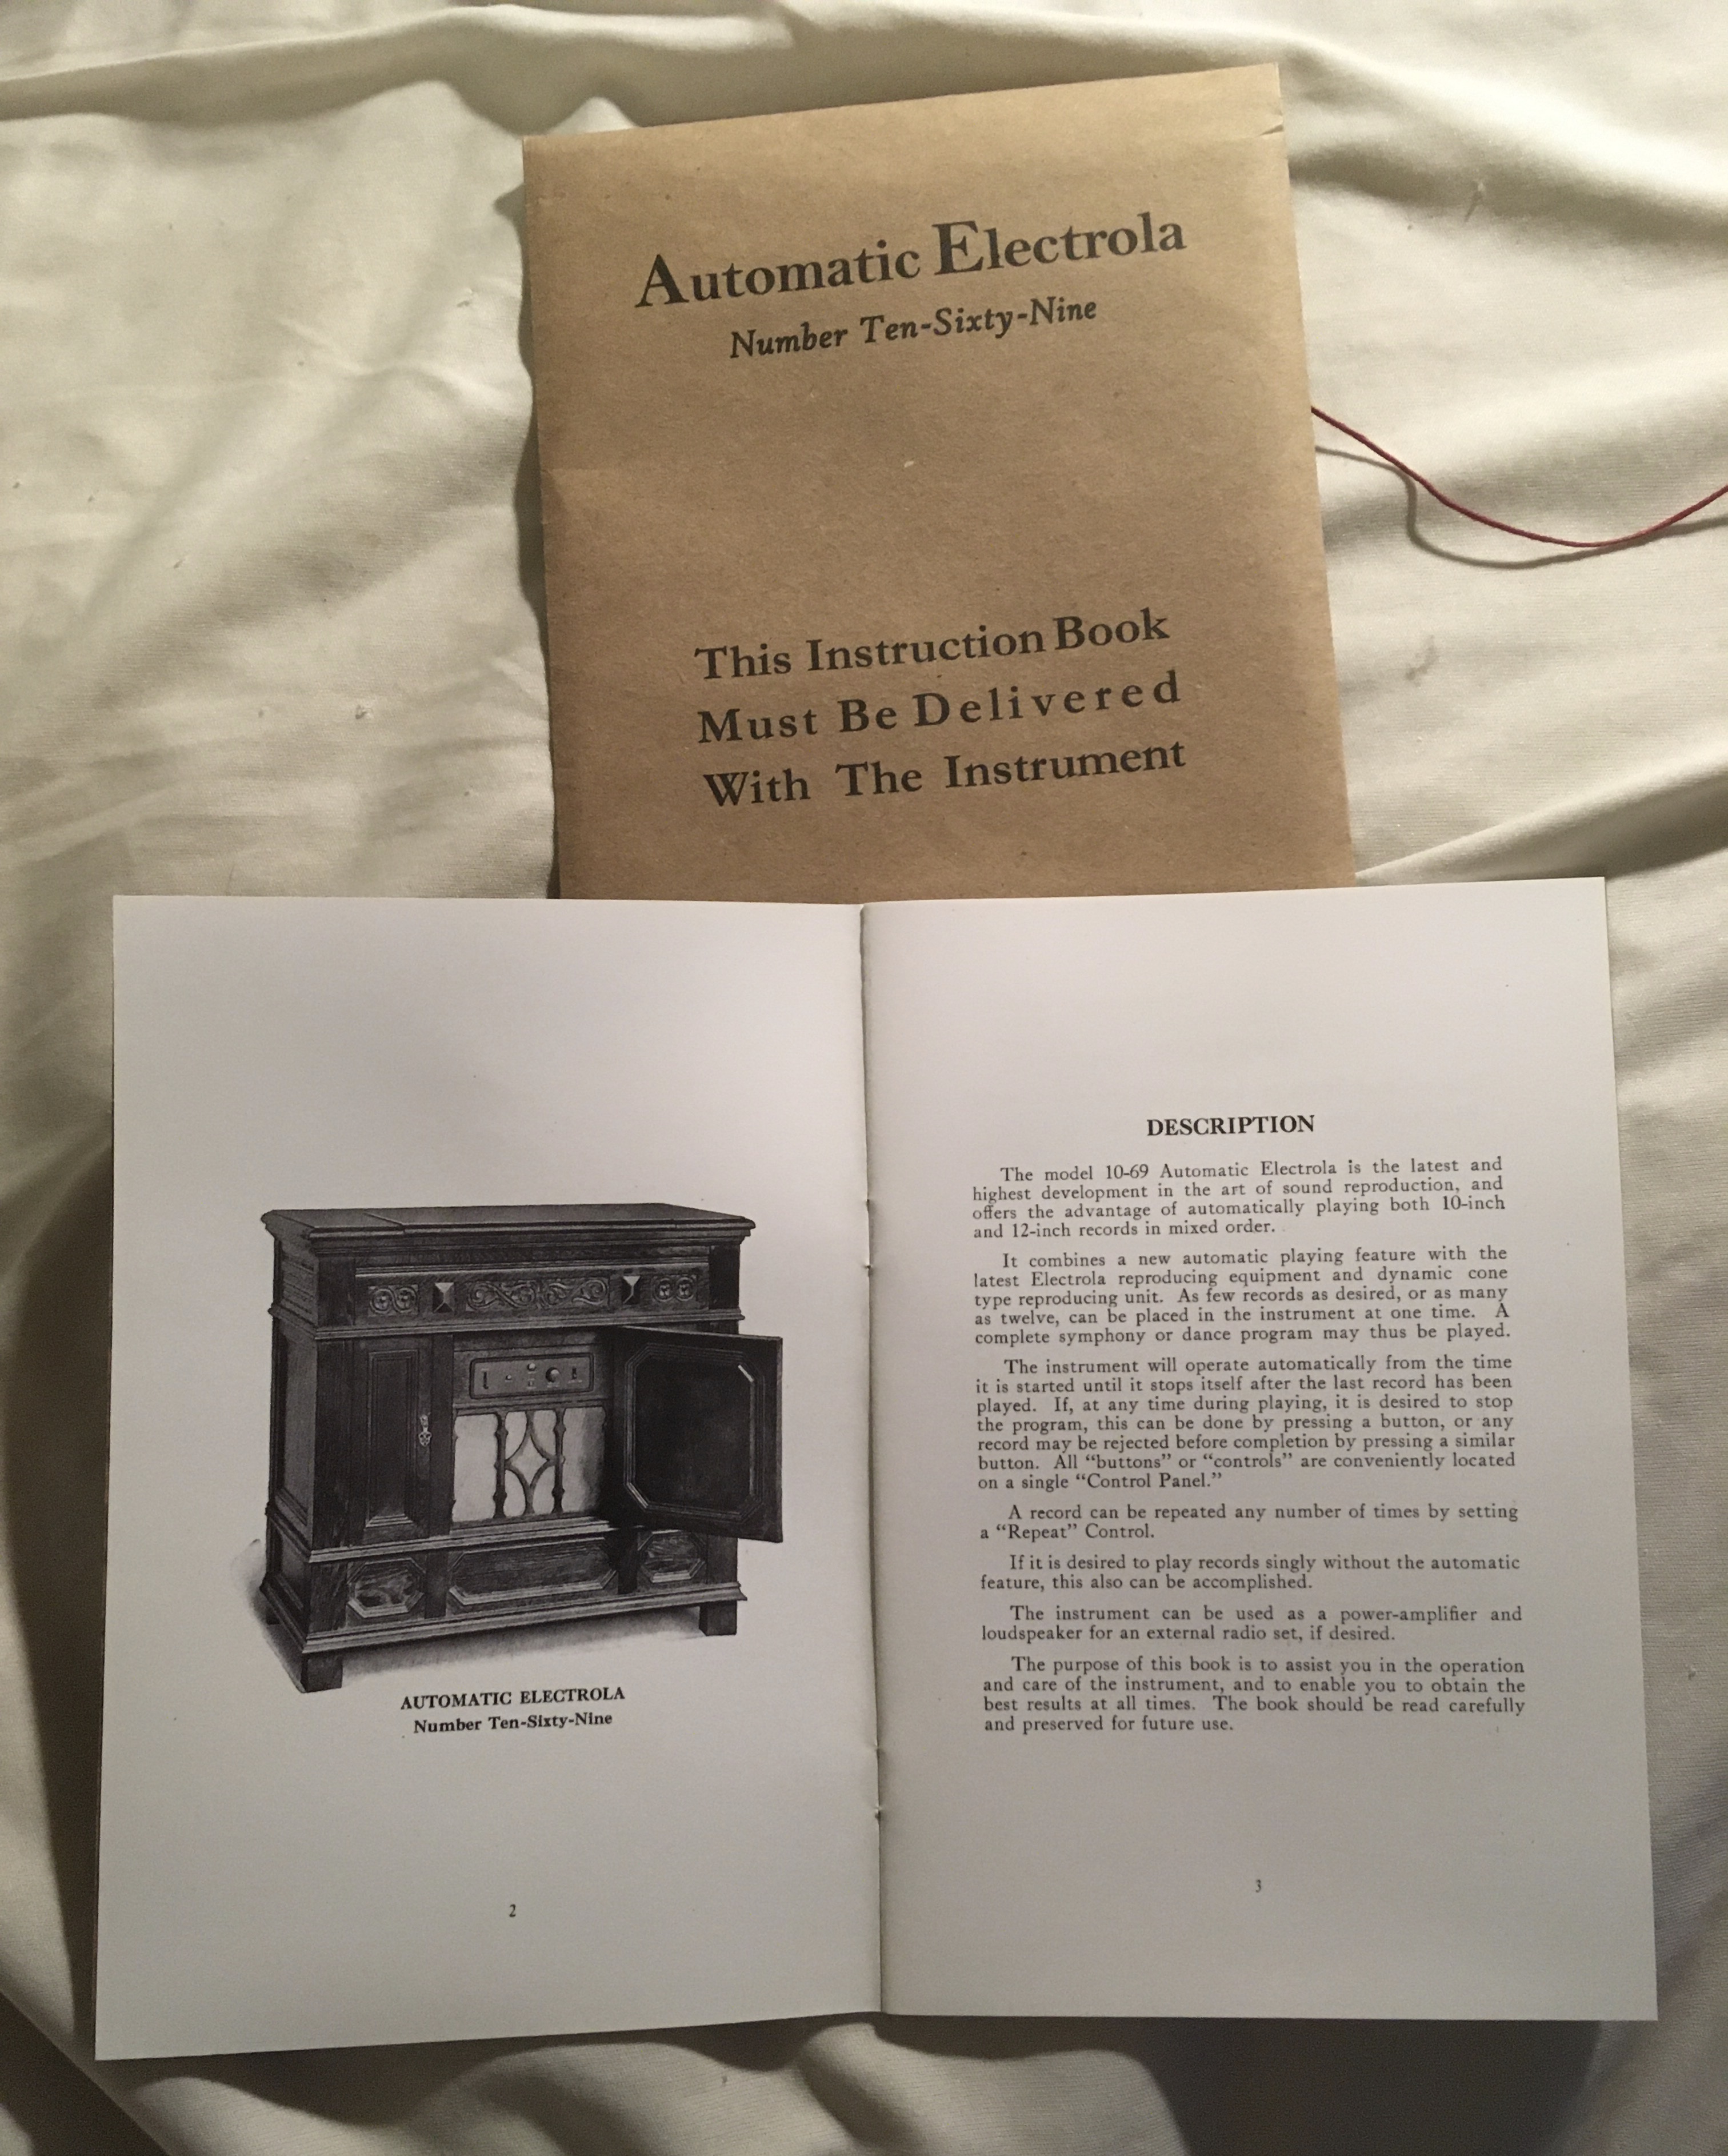 Automatic Electrola
Number Ten-Sixty-Nine
This Instruction Book
Must Be Delivered
With The Instrument
AUTOMATIC ELECTROLA
Number Ten-Sixty-Nine
2
DESCRIPTION
The model 10-69 Automatic Electrola is the latest and
highest development in the art of sound reproduction, and
offers the advantage of automatically playing both 10-inch
and 12-inch records in mixed order.
It combines a new automatic playing feature with the
latest Electrola reproducing equipment and dynamic cone
type reproducing unit. As few records as desired, or as many
as twelve, can be placed in the instrument at one time. A
complete symphony or dance program may thus be played.
The instrument will operate automatically from the time
it is started until it stops itself after the last record has been
played. If, at any time during playing, it is desired to stop
the program, this can be done by pressing a button, or any
record may be rejected before completion by pressing a similar
button. All “buttons” or “controls” are conveniently located
on a single “Control Panel.”
A record can be repeated any number of times by setting
a “Repeat” Control.
If it is desired to play records singly without the automatic
feature, this also can be accomplished.
The instrument can be used as a power-amplifier and
loudspeaker for an external radio set, if desired.
The purpose of this book is to assist you in the operation
and care of the instrument, and to enable you to obtain the
best results at all times. The book should be read carefully
and preserved for future use.
3